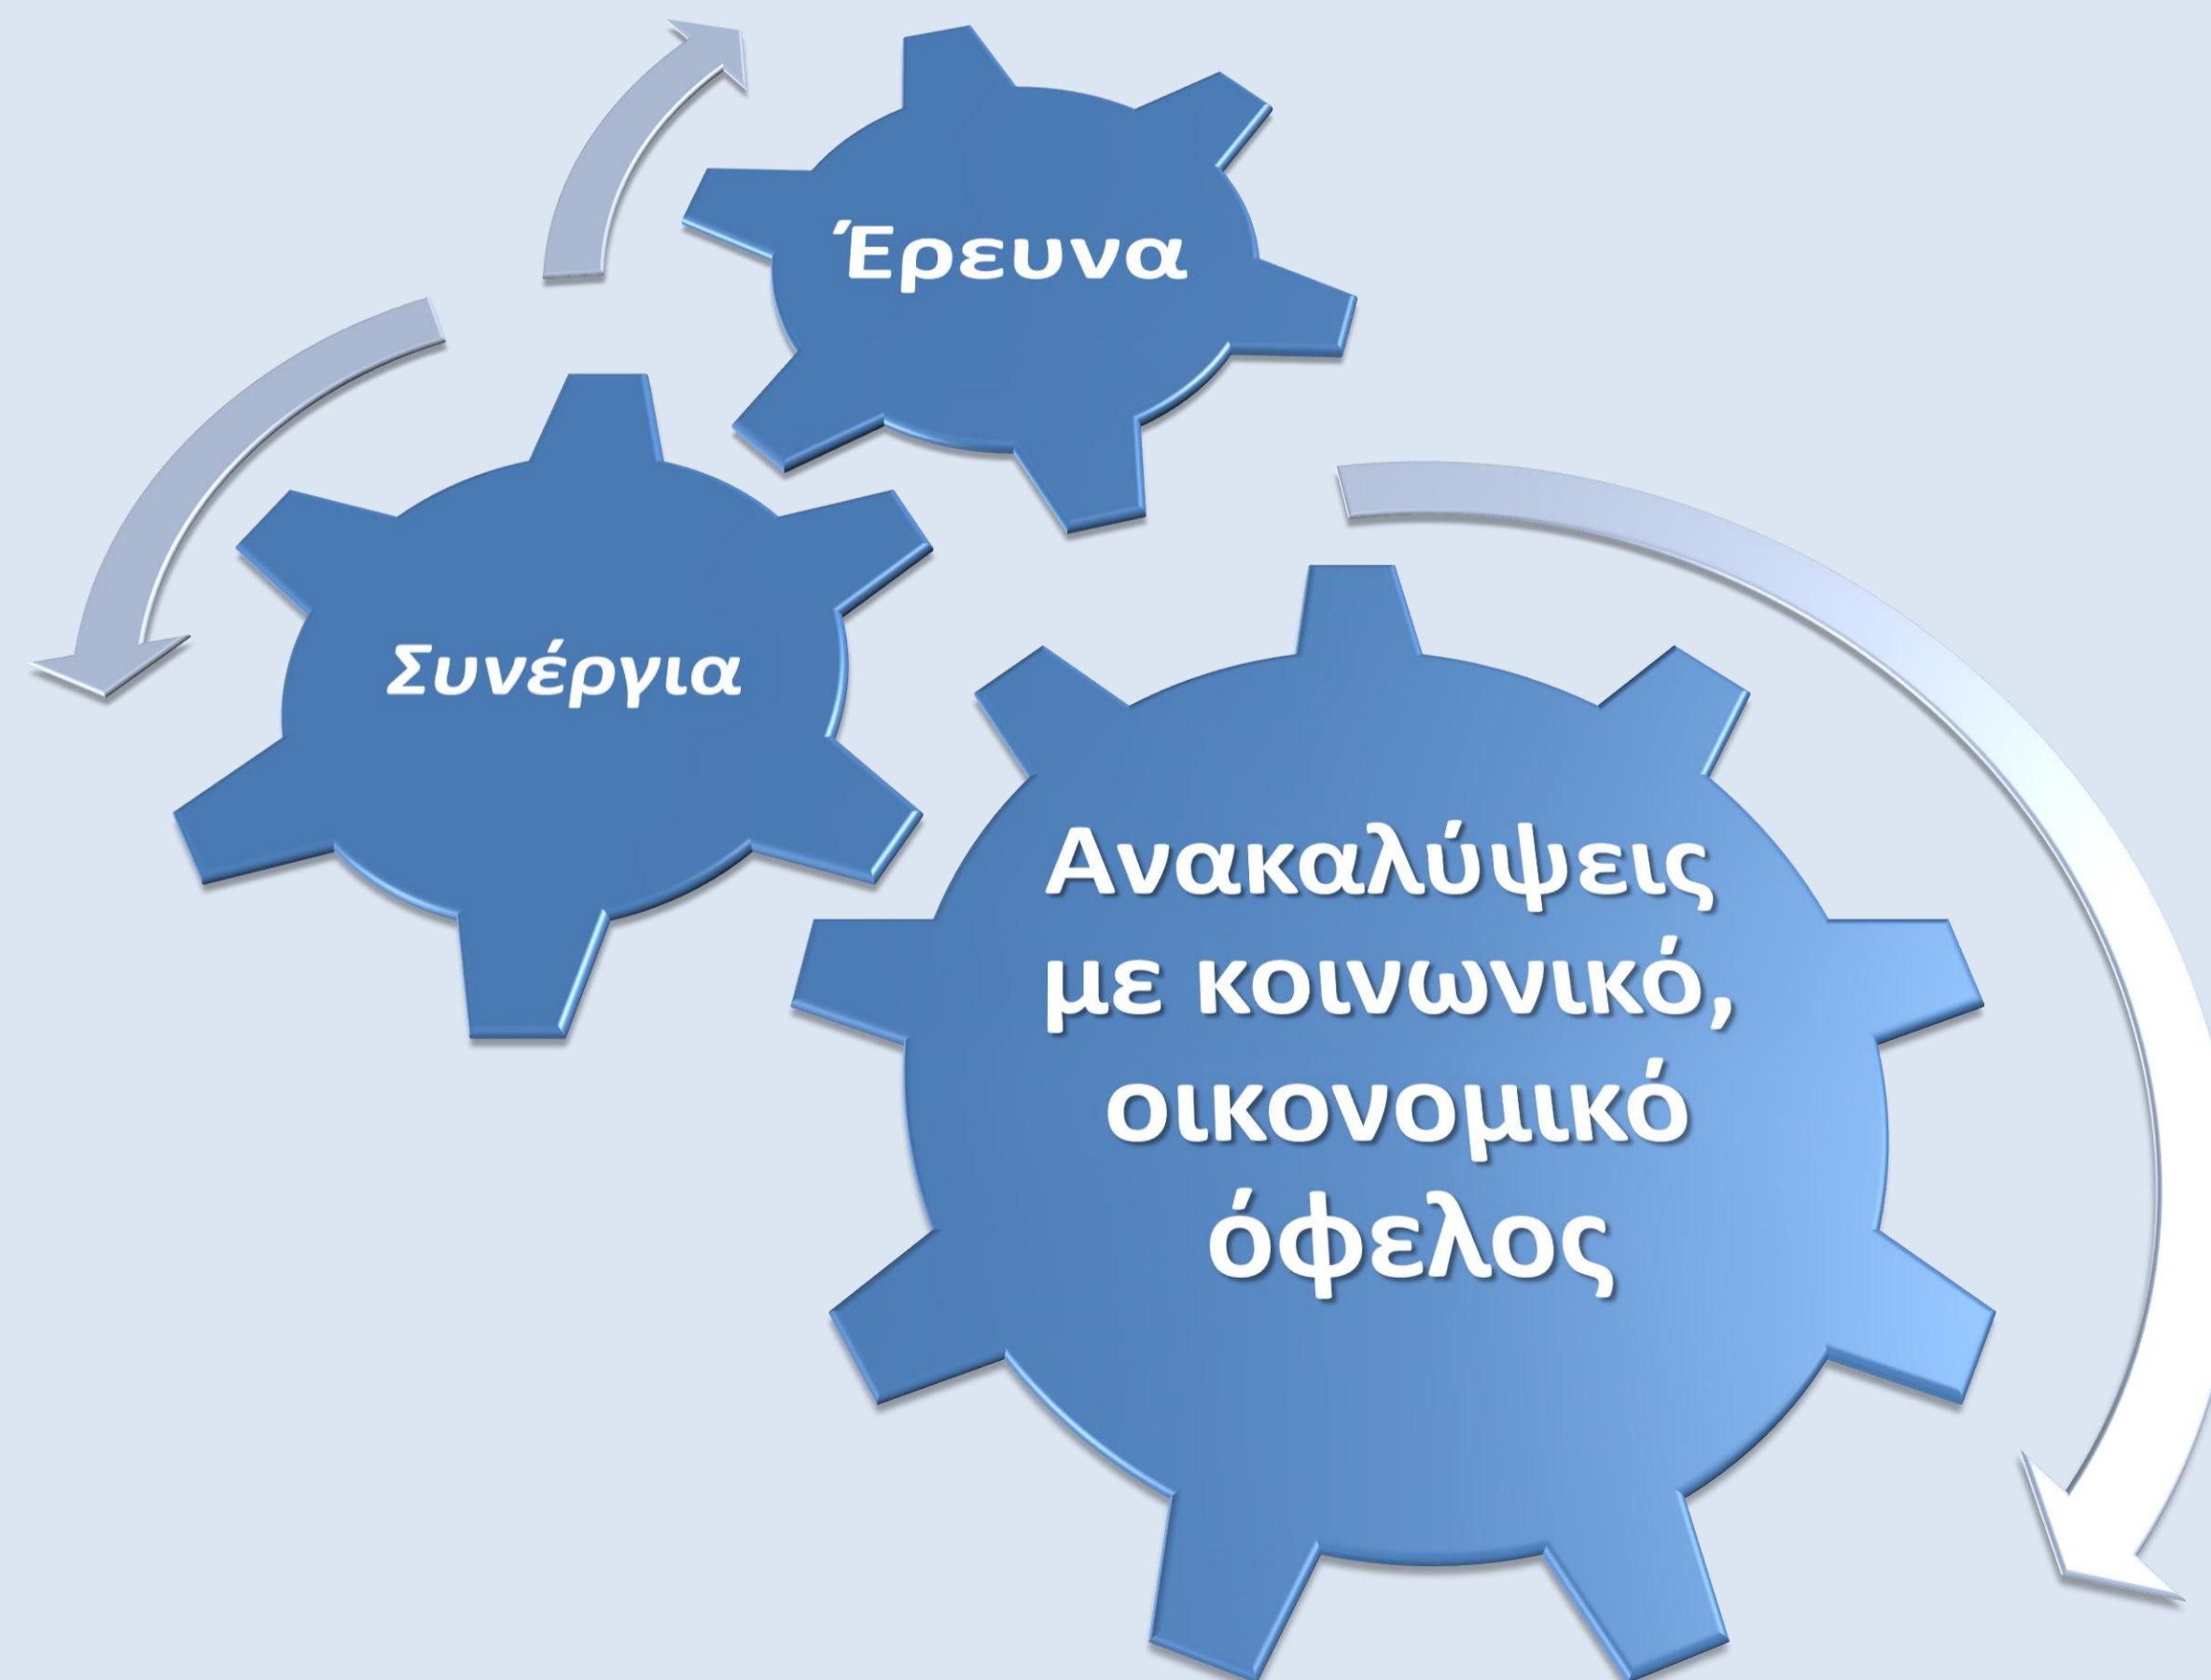 Έρευνα
Συνέργια
Ανακαλύψεις
με κοινωνικό,
οικονομικό
όφελος